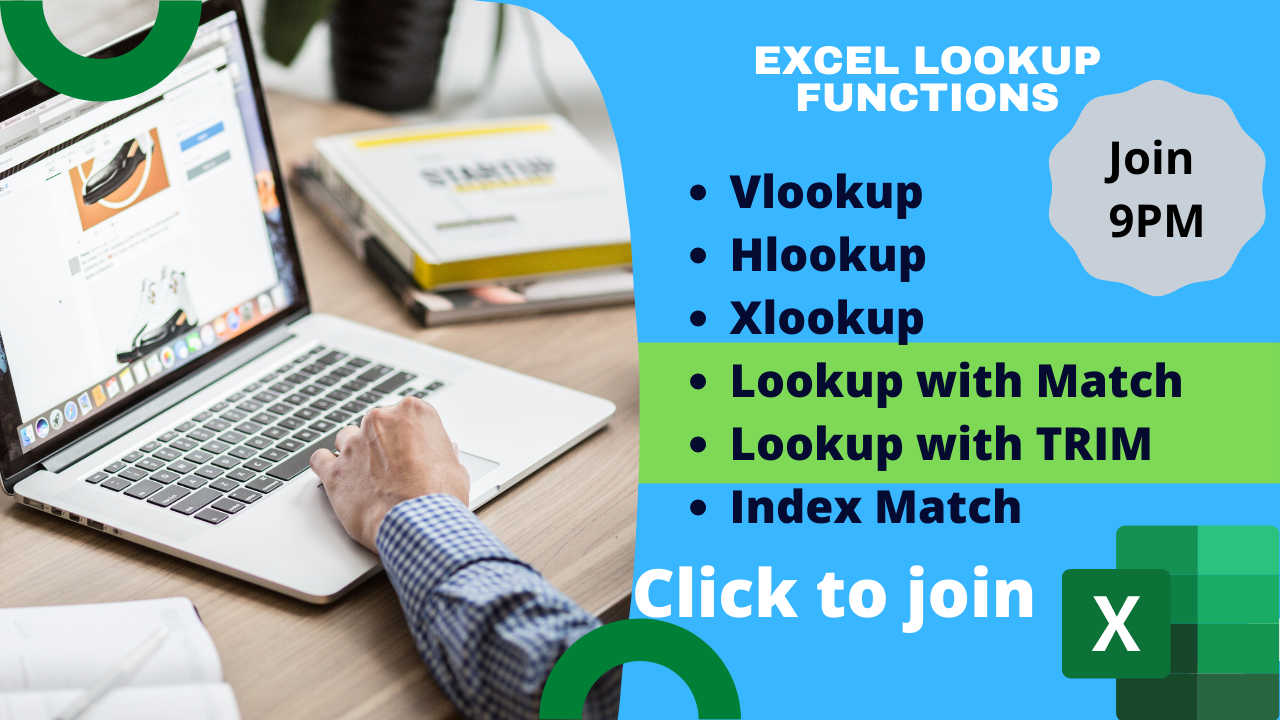 EXCEL LOOKUP
FUNCTIONS
Join
9PM
Vlookup
Hlookup
Xlookup
Lookup with Match
Lookup with TRIM
Index Match
Click to join
X
STARTUP